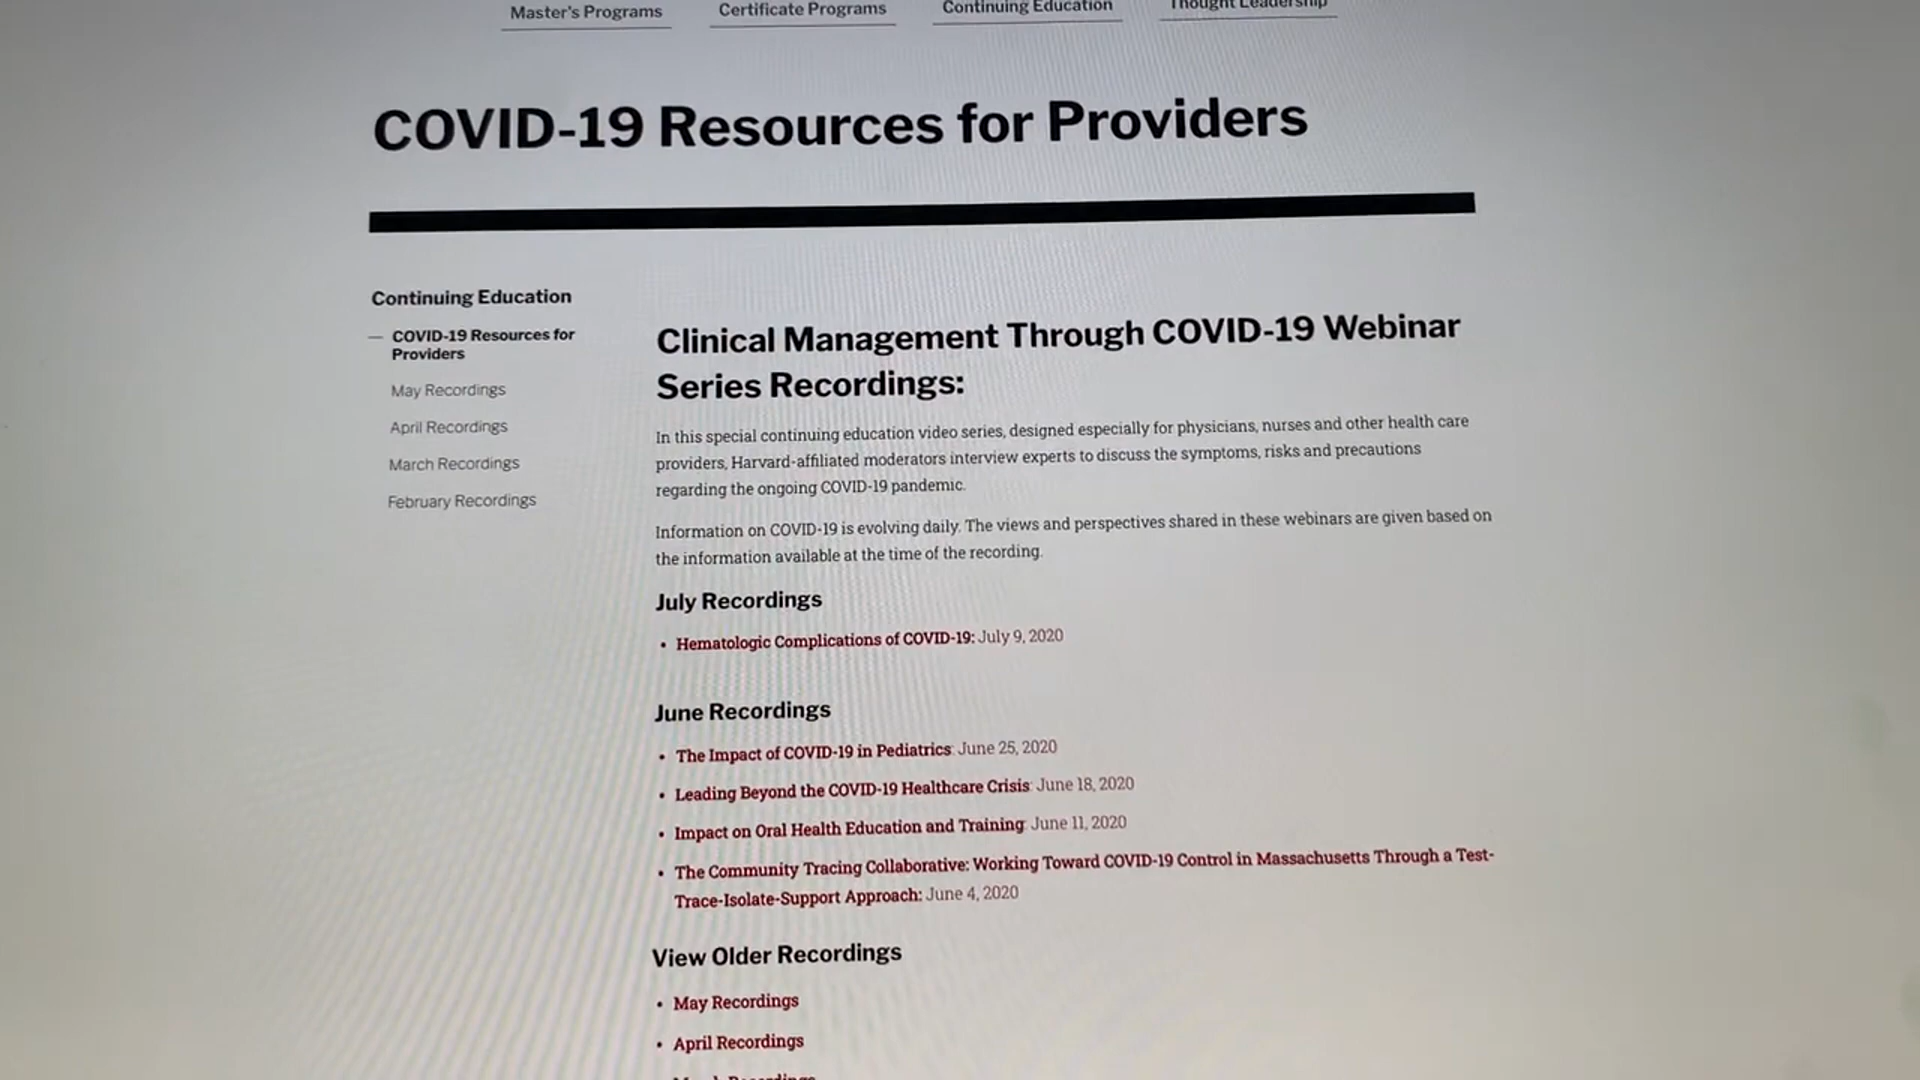 Master's Programs Certificate Programs Continuing Education Thought Leadership
COVID-19 Resources for Providers
Continuing Education
— COVID-19 Resources for
Providers
May Recordings
April Recordings
March Recordings
February Recordings
Clinical Management Through COVID-19 Webinar
Series Recordings:
In this special continuing education video series, designed especially for physicians, nurses and other health care
providers, Harvard-affiliated moderators interview experts to discuss the symptoms, risks and precautions
regarding the ongoing COVID-19 pandemic.
Information on COVID-19 is evolving daily. The views and perspectives shared in these webinars are given based on
the information available at the time of the recording.
July Recordings
• Hematologic Complications of COVID-19: July 9, 2020
June Recordings
• The Impact of COVID-19 in Pediatrics: June 25, 2020
• Leading Beyond the COVID-19 Healthcare Crisis: June 18, 2020
• Impact on Oral Health Education and Training: June 11, 2020
• The Community Tracing Collaborative: Working Toward COVID-19 Control in Massachusetts Through a Test-
Trace-Isolate-Support Approach: June 4, 2020
View Older Recordings
• May Recordings
• April Recordings